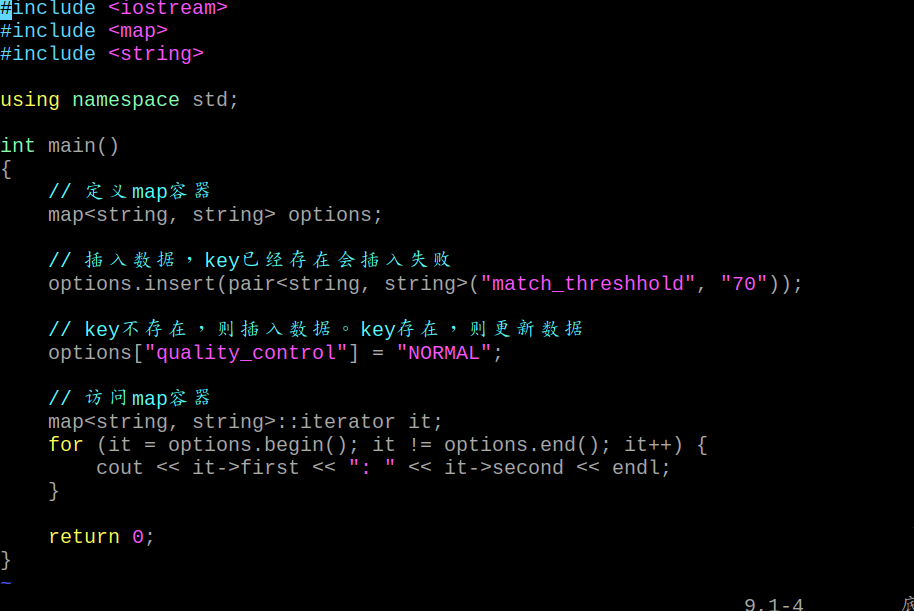 #include <iostream>
#include <map>
#include <string>
using namespace std;
int main()
{
// 定义map容器
map<string, string> options;
// 插入数据，key已经存在会插入失败
options.insert(pair<string, string>("match_threshhold", "70"));
// key不存在，则插入数据。key存在，则更新数据
options["quality_control"] = "NORMAL";
// 访问map容器
map<string, string>::iterator it;
for (it = options.begin(); it != options.end(); it++) {
cout << it->first << ": " << it->second << endl;
}
return 0;
}
~
9,1-4 底